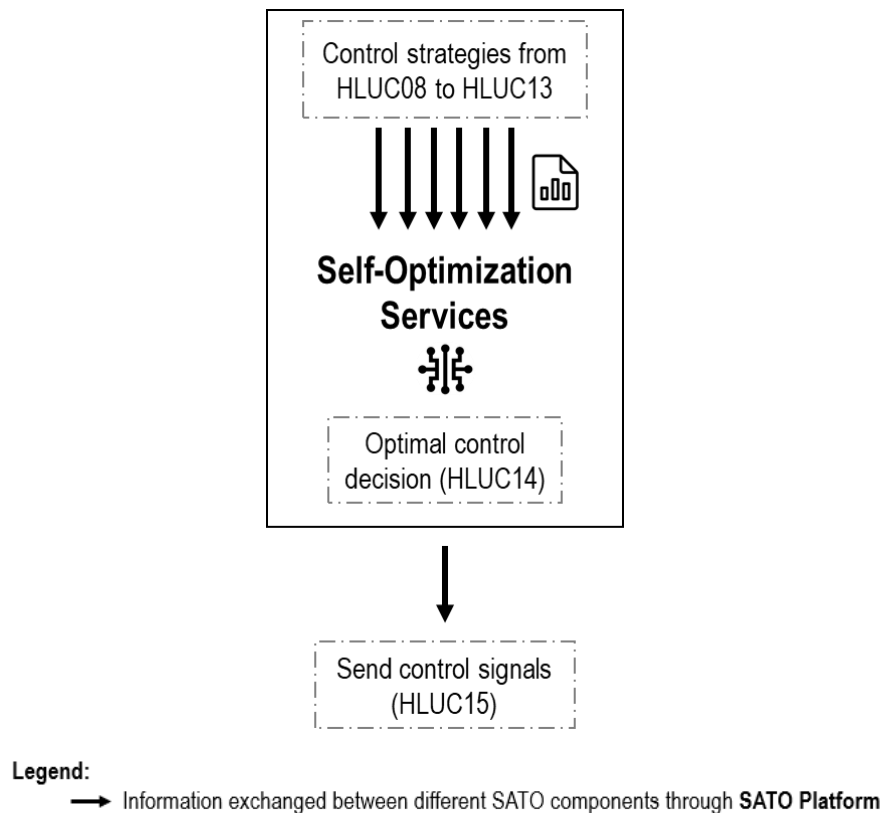 Control strategies from
HLUC08 to HLUC13
Self-Optimization
Services
Optimal control
decision (HLUC14)
Send control signals
(HLUC15)
Legend:
Information exchanged between different SATO components through SATO Platform